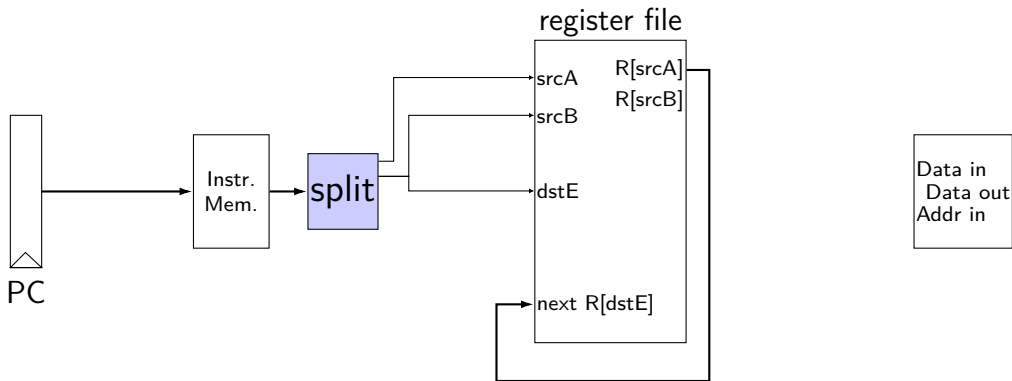 register file
srcA
R[srcA]
R[srcB]
srcB
Instr.
Mem.
split
dstE
Data in
Data out
Addr in
PC
next R[dstE]